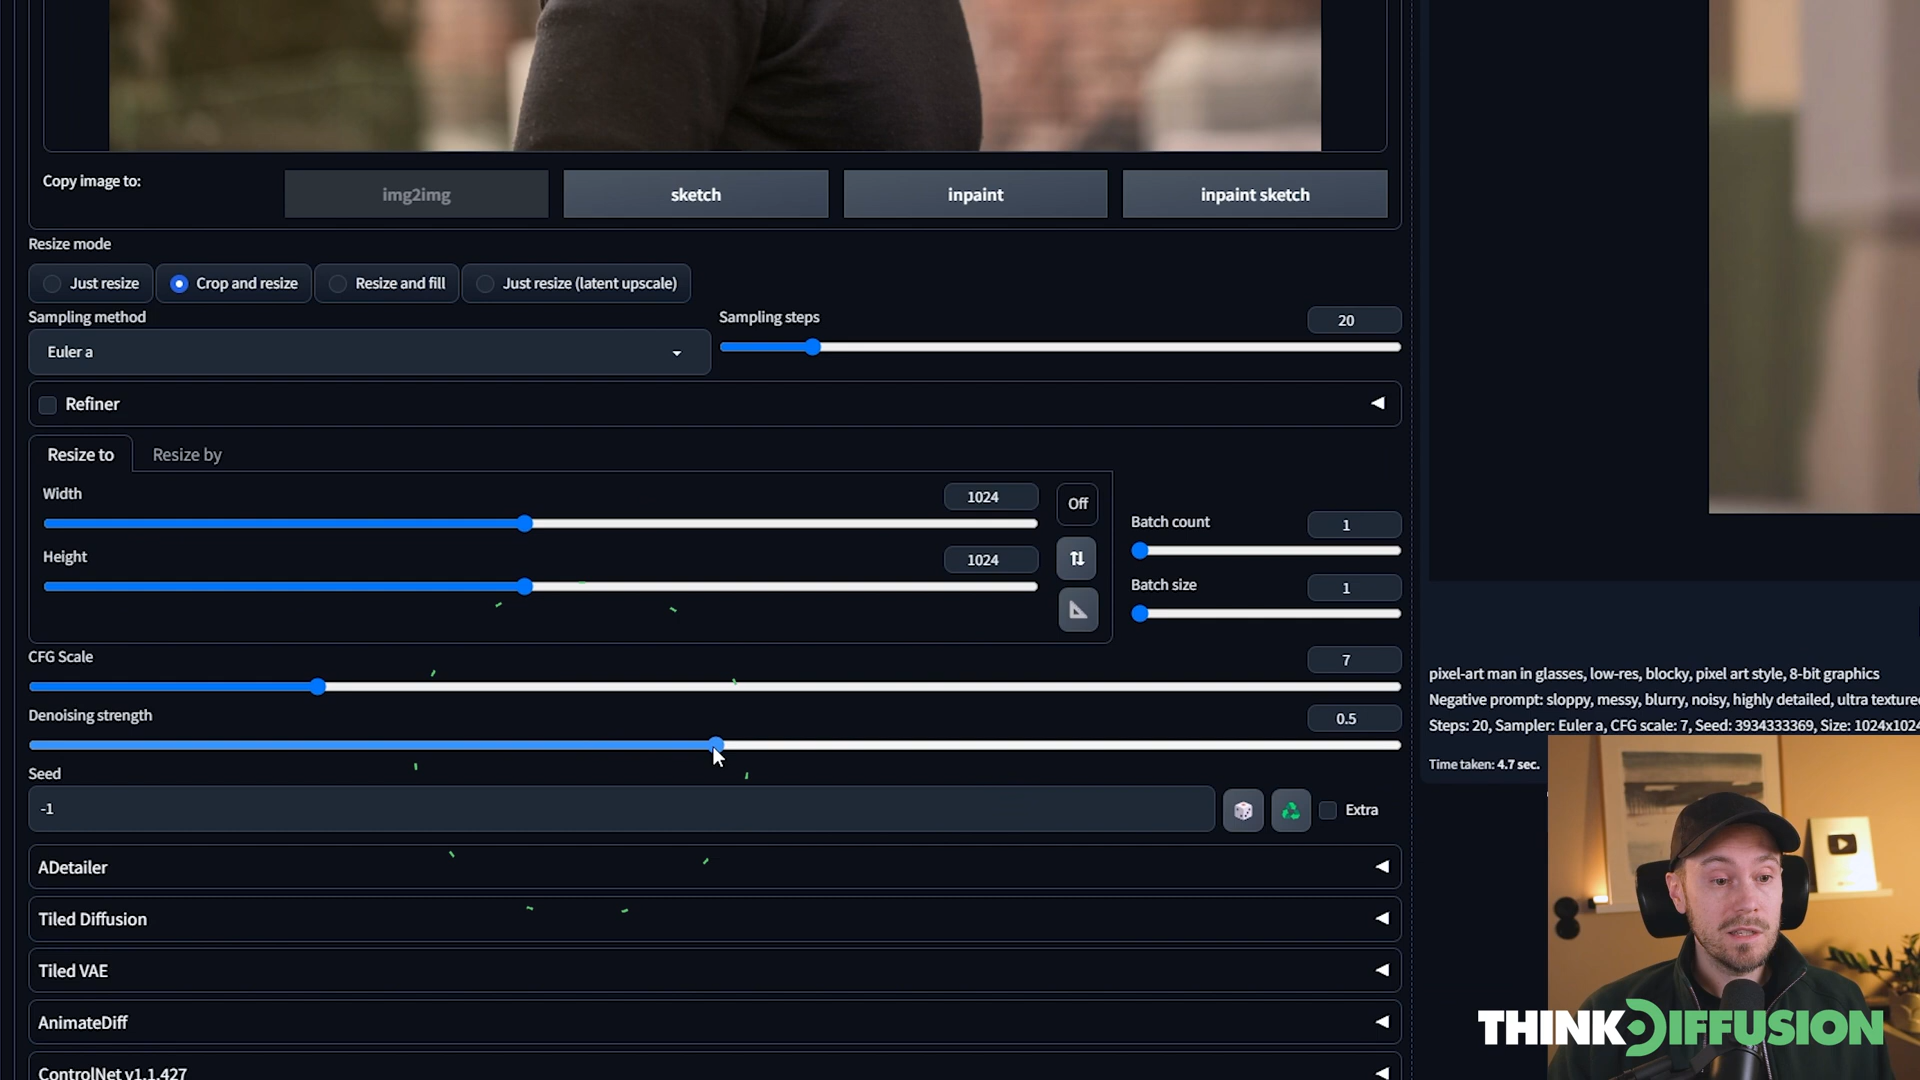 Copy image to:
img2img
sketch
inpaint
inpaint sketch
Resize mode
Just resize
Crop and resize
Resize and fill
Just resize (latent upscale)
Sampling method
Sampling steps
20
Euler a
Refiner
Resize to
Resize by
Width
1024
Off
Height
1024
Batch count
1
Batch size
1
CFG Scale
7
Denoising strength
0.5
Seed
-1
Extra
ADetailer
Tiled Diffusion
Tiled VAE
AnimateDiff
ControlNet v1.1.427
pixel-art man in glasses, low-res, blocky, pixel art style, 8-bit graphics
Negative prompt: sloppy, messy, blurry, noisy, highly detailed, ultra texture
Steps: 20, Sampler: Euler a, CFG scale: 7, Seed: 3934333369, Size: 1024x1024
Time taken: 4.7 sec.
THINKDIFFUSION